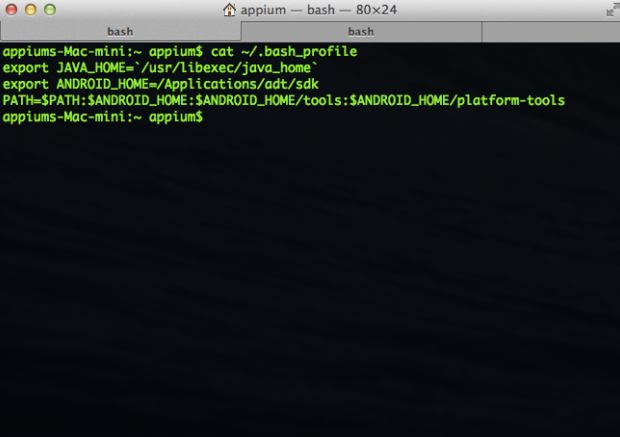 appium — bash — 80×24
bash bash
appiums-Mac-mini:~ appium$ cat ~/.bash_profile
export JAVA_HOME=`/usr/libexec/java_home`
export ANDROID_HOME=/Applications/adt/sdk
PATH=$PATH:$ANDROID_HOME:$ANDROID_HOME/tools:$ANDROID_HOME/platform-tools
appiums-Mac-mini:~ appium$